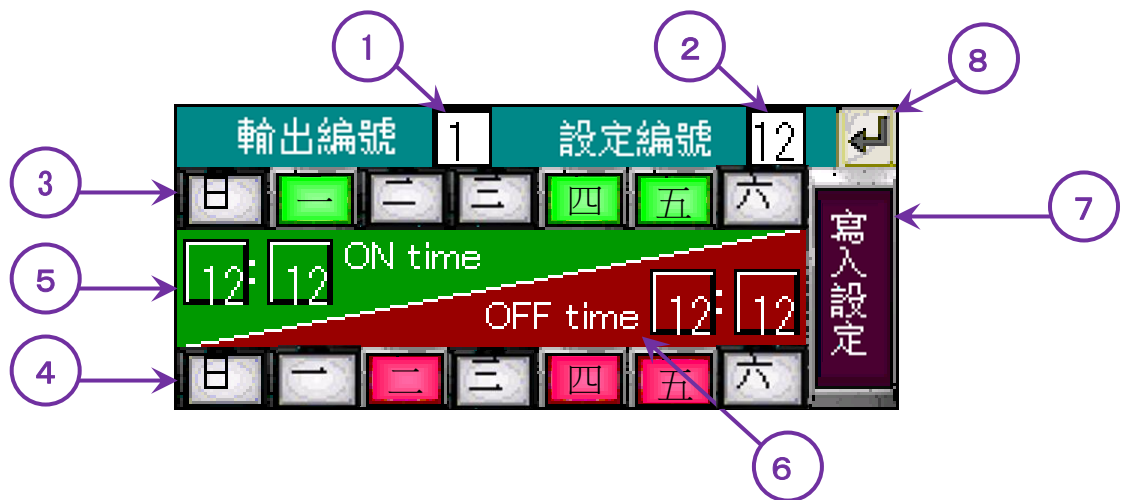 1
2
8
輸出編號 1 設定編號 12
3
日 一 二 三 四 五 六
7
寫入設定
5
12:12 ON time
OFF time 12:12
4
日 一 二 三 四 五 六
6